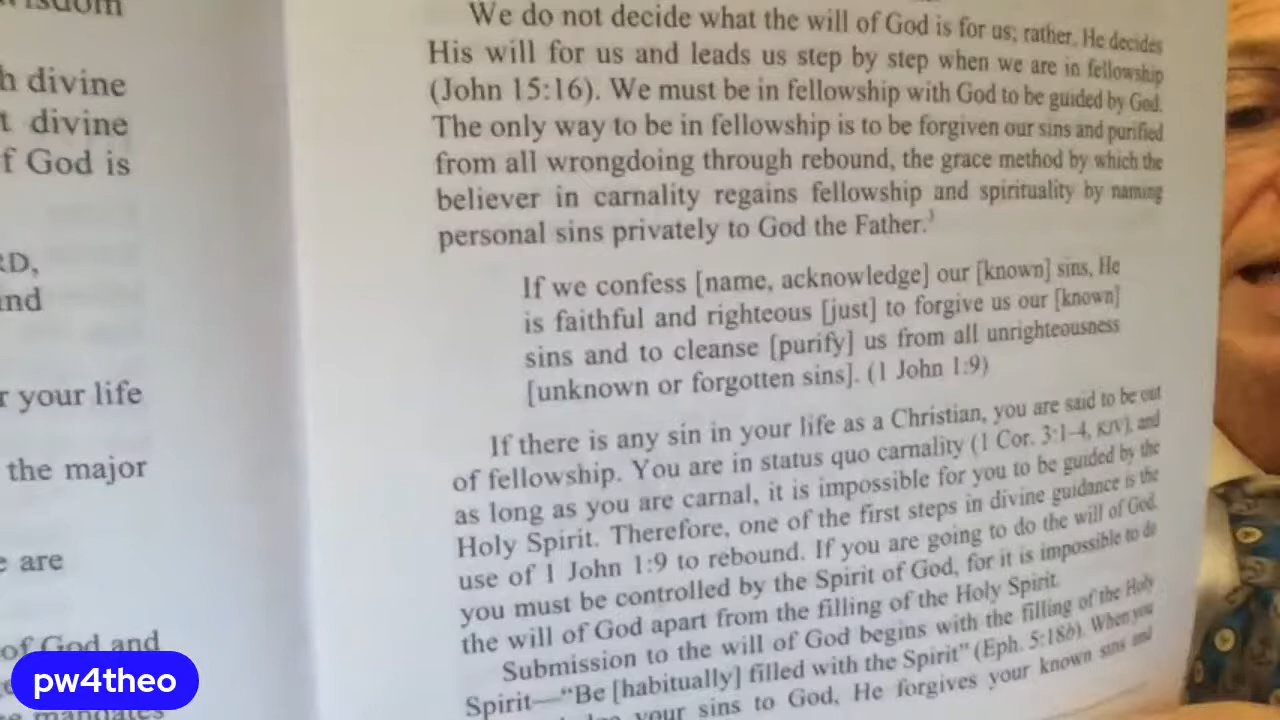 h divine
t divine
f God is
RD,
nd
r your life
the major
e are
of God and
mandates
We do not decide what the will of God is for us; rather, He decides
His will for us and leads us step by step when we are in fellowship
(John 15:16). We must be in fellowship with God to be guided by God.
The only way to be in fellowship is to be forgiven our sins and purified
from all wrongdoing through rebound, the grace method by which the
believer in carnality regains fellowship and spirituality by naming
personal sins privately to God the Father.³
If we confess [name, acknowledge] our [known] sins, He
is faithful and righteous [just] to forgive us our [known]
sins and to cleanse [purify] us from all unrighteousness
[unknown or forgotten sins]. (1 John 1:9)
If there is any sin in your life as a Christian, you are said to be out
of fellowship. You are in status quo carnality (1 Cor. 3:1–4, KJV), and
as long as you are carnal, it is impossible for you to be guided by the
Holy Spirit. Therefore, one of the first steps in divine guidance is the
use of 1 John 1:9 to rebound. If you are going to do the will of God,
you must be controlled by the Spirit of God, for it is impossible to do
the will of God apart from the filling of the Holy Spirit.
Submission to the will of God begins with the filling of the Holy
Spirit—“Be [habitually] filled with the Spirit” (Eph. 5:18b). When you
your sins to God, He forgives your known sins and
pw4theo